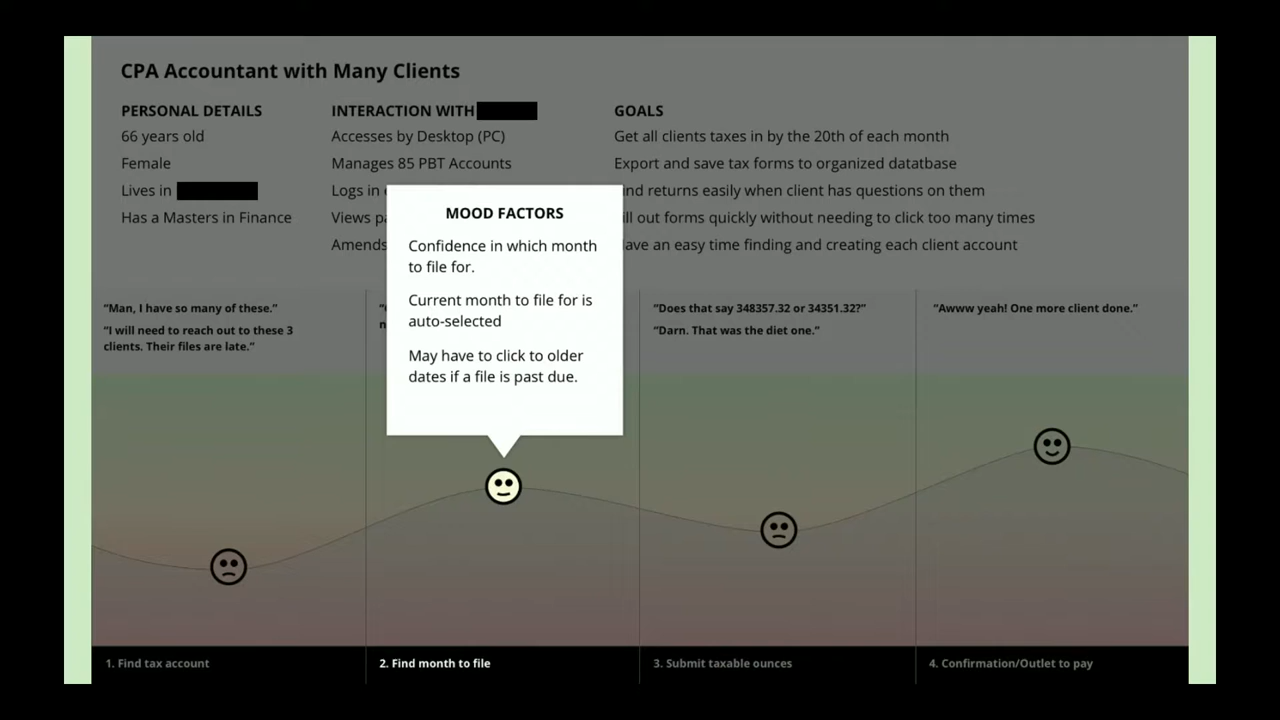 CPA Accountant with Many Clients
PERSONAL DETAILS
66 years old
Female
Lives in
Has a Masters in Finance
INTERACTION WITH
Accesses by Desktop (PC)
Manages 85 PBT Accounts
Logs in
Views
Amends
GOALS
Get all clients taxes in by the 20th of each month
Export and save tax forms to organized datatbase
returns easily when client has questions on them
out forms quickly without needing to click too many times
an easy time finding and creating each client account
MOOD FACTORS
Confidence in which month
to file for.
Current month to file for is
auto-selected
May have to click to older
dates if a file is past due.
“Man, I have so many of these.”
“I will need to reach out to these 3
clients. Their files are late.”
“Does that say 348357.32 or 34351.32?”
“Darn. That was the diet one.”
“Awww yeah! One more client done.”
1. Find tax account
2. Find month to file
3. Submit taxable ounces
4. Confirmation/Outlet to pay